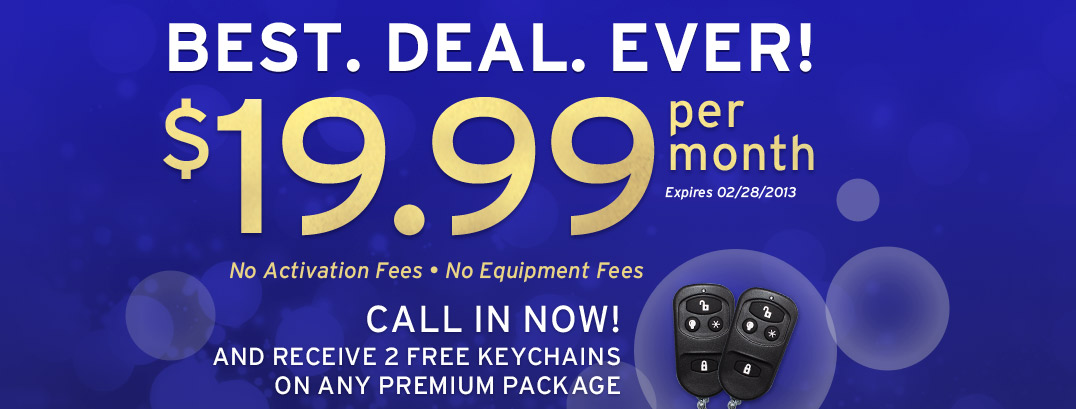 BEST. DEAL. EVER!
$19.99 per month
Expires 02/28/2013
No Activation Fees • No Equipment Fees
CALL IN NOW!
AND RECEIVE 2 FREE KEYCHAINS
ON ANY PREMIUM PACKAGE